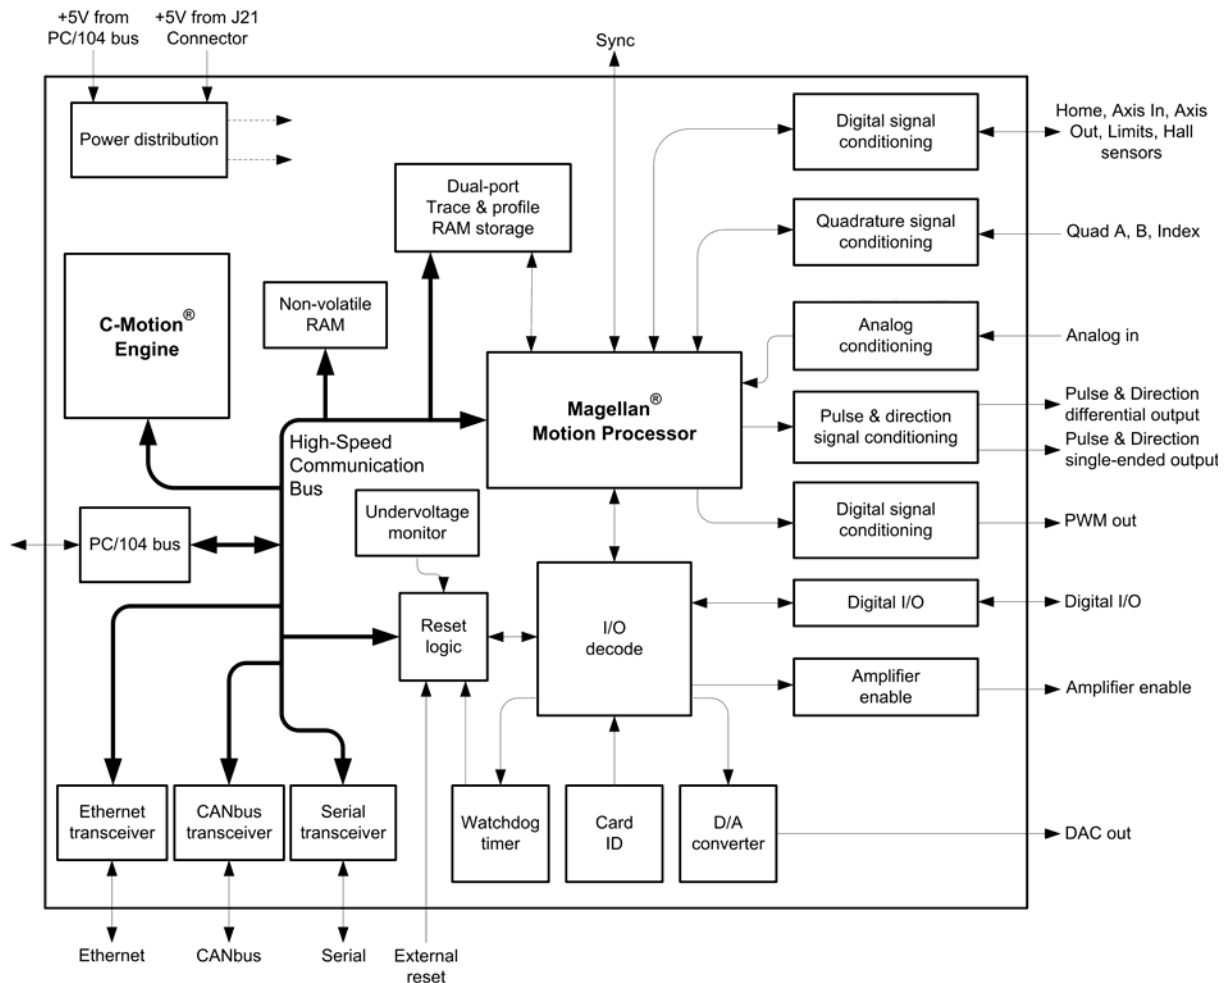 +5V from
PC/104 bus
+5V from J21
Connector
Sync
Power distribution
Digital signal
conditioning
Home, Axis In, Axis
Out, Limits, Hall
sensors
Dual-port
Trace & profile
RAM storage
Quadrature signal
conditioning
Quad A, B, Index
C-Motion®
Engine
Non-volatile
RAM
Analog
conditioning
Analog in
Magellan®
Motion Processor
Pulse & direction
signal conditioning
Pulse & Direction
differential output
Pulse & Direction
single-ended output
High-Speed
Communication
Bus
Undervoltage
monitor
Digital signal
conditioning
PWM out
PC/104 bus
Reset
logic
I/O
decode
Digital I/O
Digital I/O
Amplifier
enable
Amplifier enable
Ethernet
transceiver
CANbus
transceiver
Serial
transceiver
Watchdog
timer
Card
ID
D/A
converter
DAC out
Ethernet
CANbus
Serial
External
reset